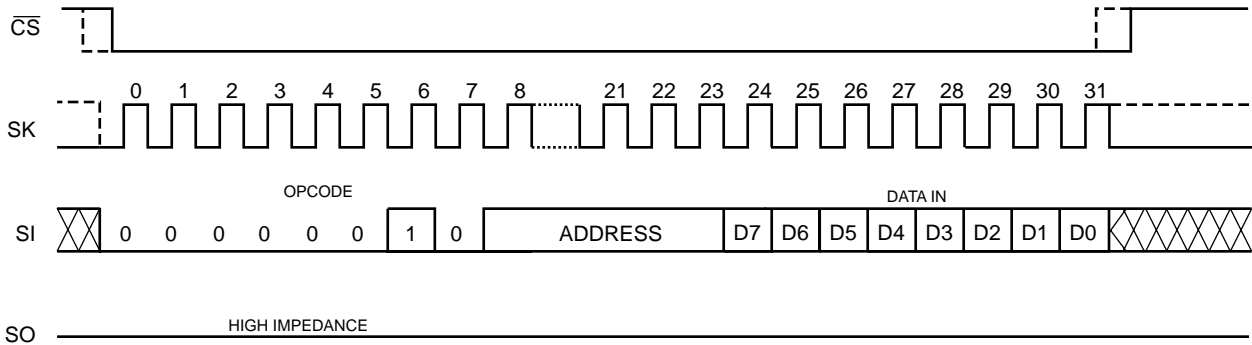 CS
0 1 2 3 4 5 6 7 8 21 22 23 24 25 26 27 28 29 30 31
SK
OPCODE DATA IN
SI 0 0 0 0 0 0 1 0 ADDRESS D7 D6 D5 D4 D3 D2 D1 D0
HIGH IMPEDANCE
SO